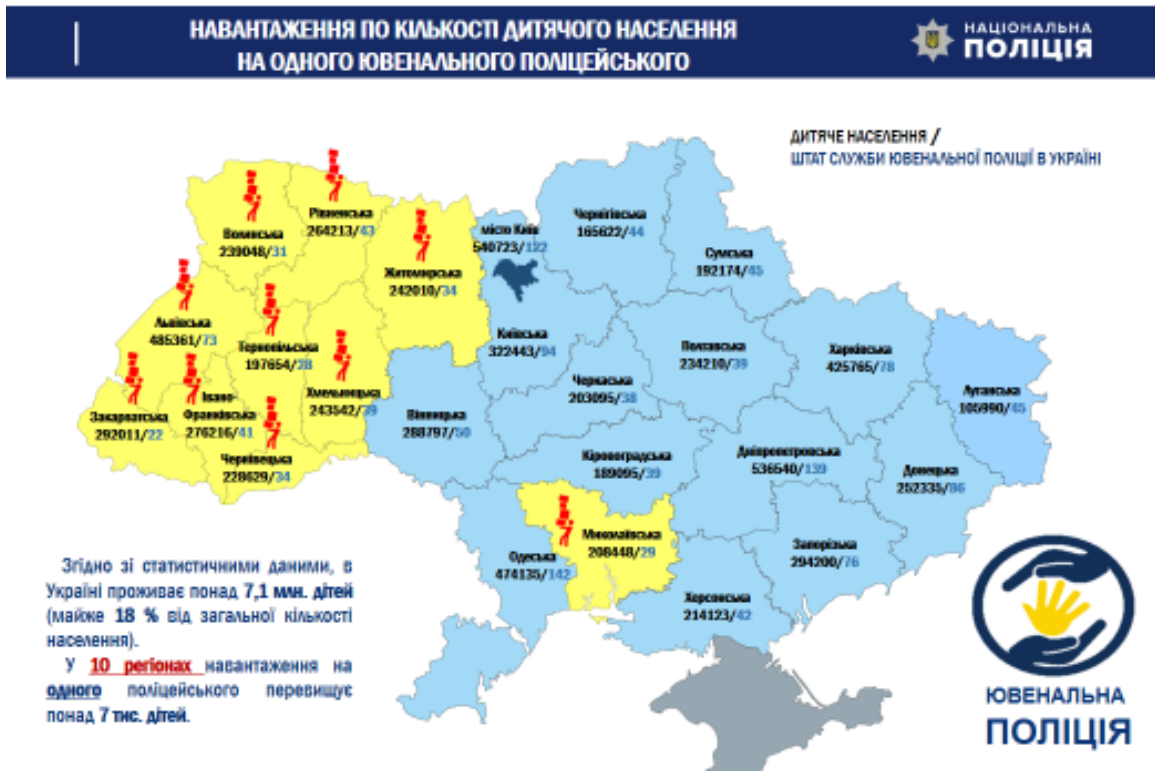 НАВАНТАЖЕННЯ ПО КІЛЬКОСТІ ДИТЯЧОГО НАСЕЛЕННЯ
НА ОДНОГО ЮВЕНАЛЬНОГО ПОЛІЦЕЙСЬКОГО
НАЦІОНАЛЬНА
ПОЛІЦІЯ
ДИТЯЧЕ НАСЕЛЕННЯ /
ШТАТ СЛУЖБИ ЮВЕНАЛЬНОЇ ПОЛІЦІЇ В УКРАЇНІ
Волинська
239048/31
Рівненська
264213/43
Житомирська
242010/34
місто Київ
540723/122
Чернігівська
165622/44
Сумська
192174/45
Львівська
485361/73
Тернопільська
197654/28
Хмельницька
243542/39
Київська
322443/94
Полтавська
234210/39
Харківська
425765/78
Луганська
105990/45
Черкаська
203095/38
Закарпатська
292011/22
Івано-
Франківська
276216/41
Вінницька
288797/50
Чернівецька
228629/34
Кіровоградська
189095/39
Дніпропетровська
536540/139
Донецька
252335/86
Миколаївська
208448/29
Одеська
474135/142
Запорізька
294200/76
Херсонська
214123/42
Згідно зі статистичними даними, в
Україні проживає понад 7,1 млн. дітей
(майже 18 % від загальної кількості
населення).
У 10 регіонах навантаження на
одного поліцейського перевищує
понад 7 тис. дітей.
ЮВЕНАЛЬНА
ПОЛІЦІЯ